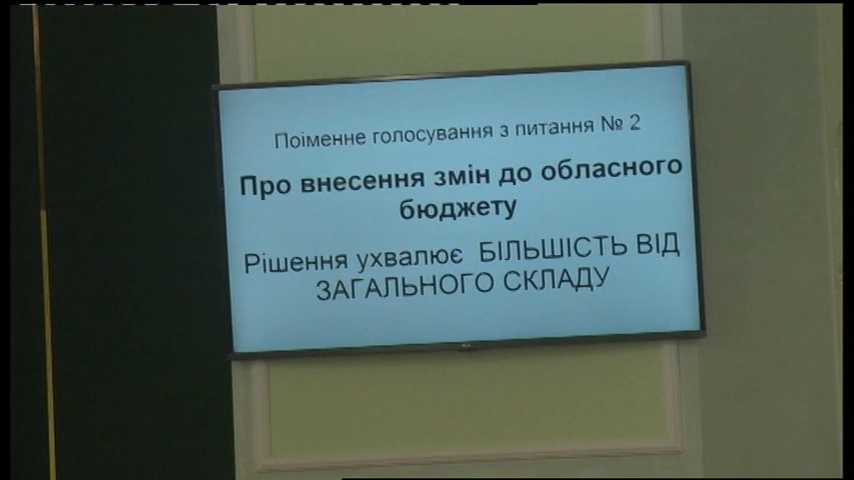 Поіменне голосування з питання № 2
Про внесення змін до обласного
бюджету
Рішення ухвалює БІЛЬШІСТЬ ВІД
ЗАГАЛЬНОГО СКЛАДУ